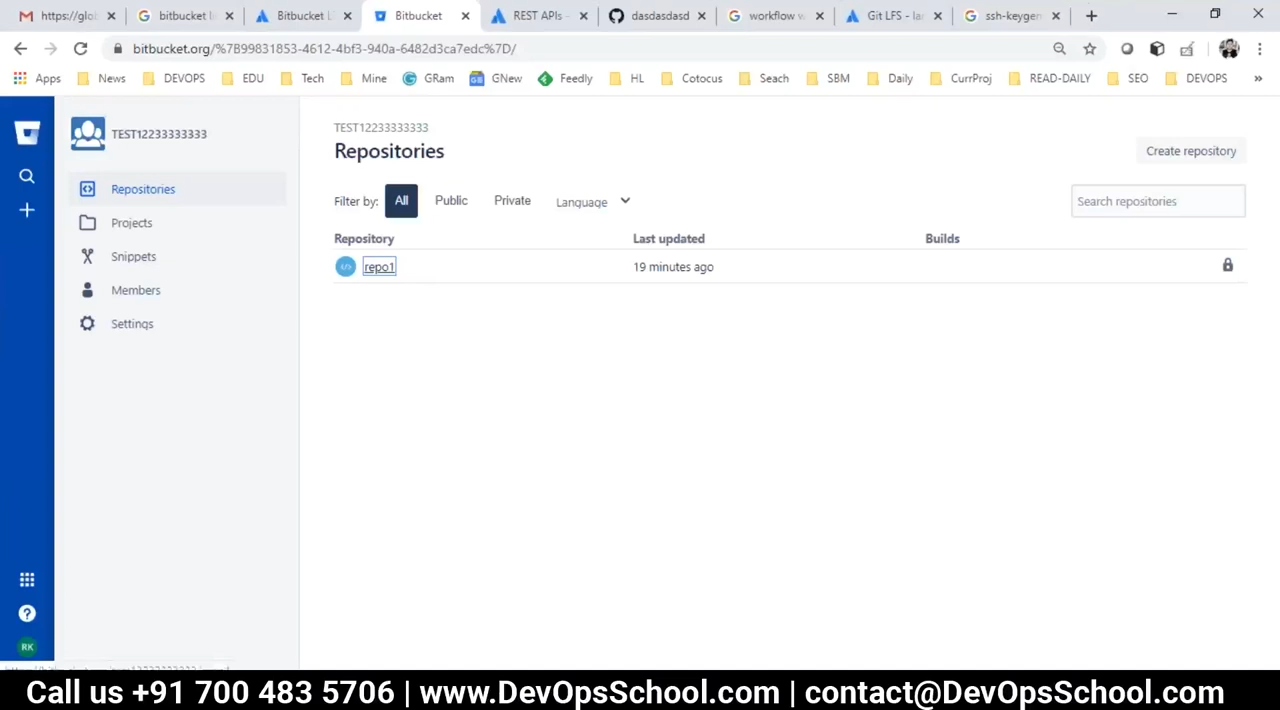 https://glob
bitbucket li
Bitbucket L
Bitbucket
REST APIs -
dasdasdasd
workflow w
Git LFS - la
ssh-keygen
bitbucket.org/%7B99831853-4612-4bf3-940a-6482d3ca7edc%7D/
Apps News DEVOPS EDU Tech Mine GRam GNew Feedly HL Cotocus Seach SBM Daily CurrProj READ-DAILY SEO DEVOPS »
TEST12233333333
Repositories
Projects
Snippets
Members
Settings
RK
TEST12233333333
Repositories
Create repository
Filter by: All Public Private Language
Search repositories
Repository Last updated Builds
repo1 19 minutes ago
Call us +91 700 483 5706 | www.DevOpsSchool.com | contact@DevOpsSchool.com